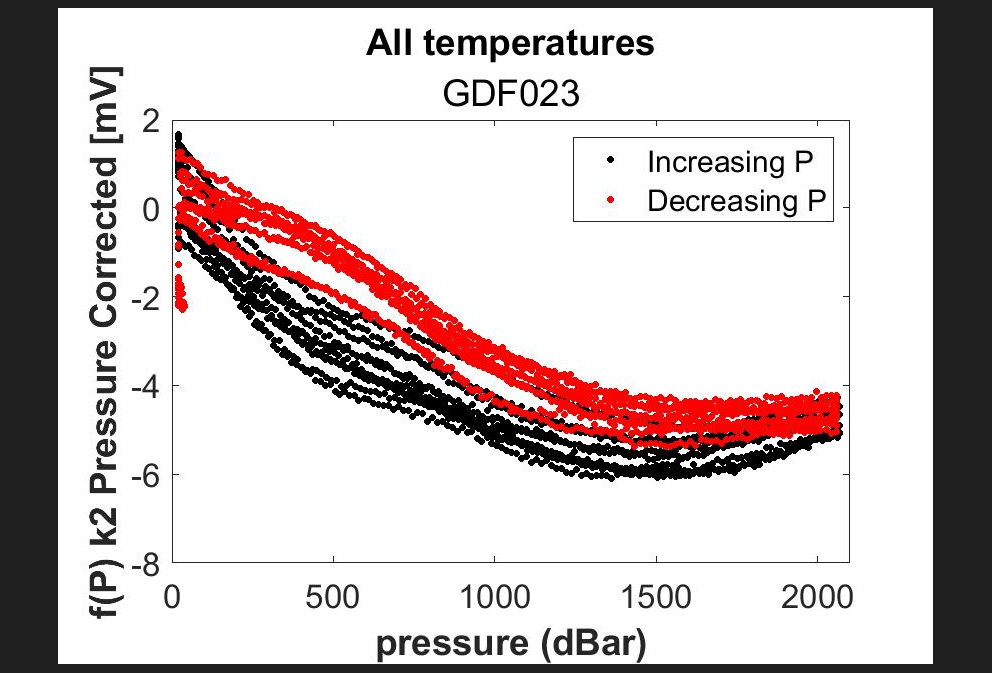 All temperatures
GDF023
f(P) k2 Pressure Corrected [mV]
2
0
-2
-4
-6
-8
Increasing P
Decreasing P
0 500 1000 1500 2000
pressure (dBar)